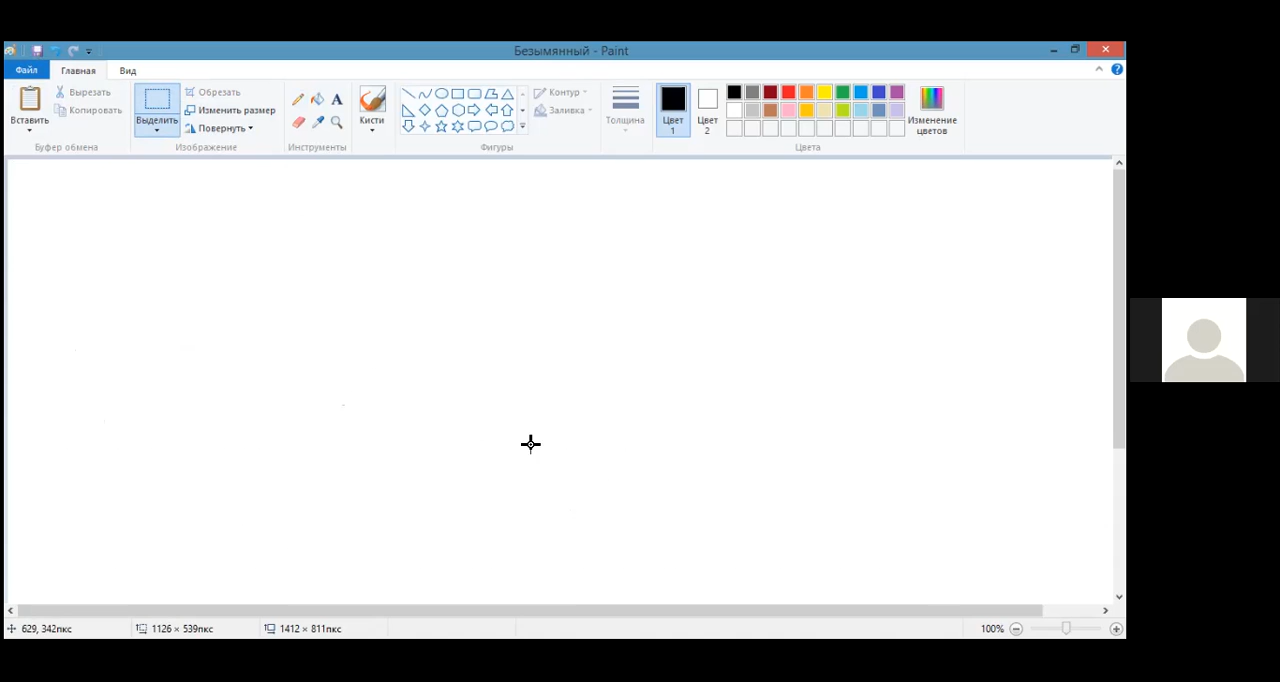 Безымянный - Paint
Файл Главная Вид
Вставить
Вырезать
Копировать
Буфер обмена
Выделить
Обрезать
Изменить размер
Повернуть
Изображение
A
Инструменты
Кисти
Контур
Заливка
Фигуры
Толщина
Цвет 1
Цвет 2
Изменение цветов
Цвета
629, 342пкс 1126 × 539пкс 1412 × 811пкс 100%